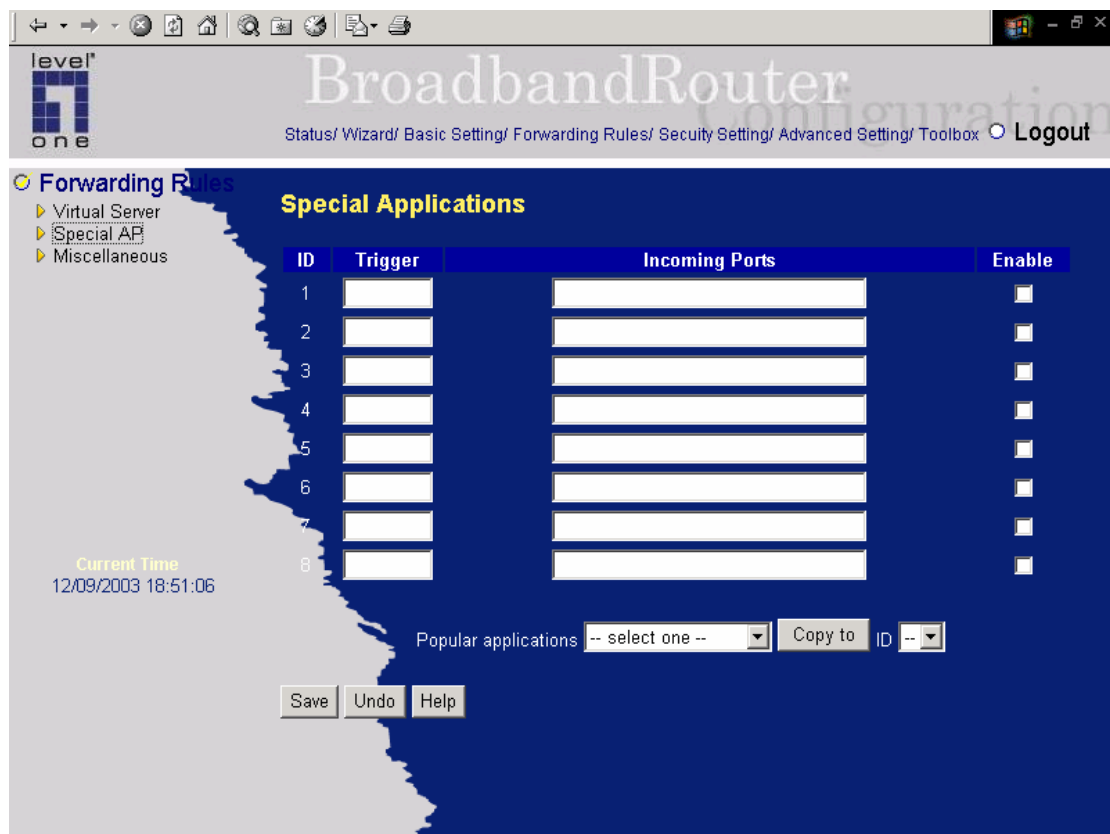 level*
one
BroadbandRouter
Configuration
Status/ Wizard/ Basic Setting/ Forwarding Rules/ Secuity Setting/ Advanced Setting/ Toolbox Logout
Forwarding Rules
Virtual Server
Special AP
Miscellaneous
Special Applications
ID Trigger Incoming Ports Enable
1
2
3
4
5
6
7
8
Current Time
12/09/2003 18:51:06
Popular applications -- select one -- Copy to ID --
Save Undo Help